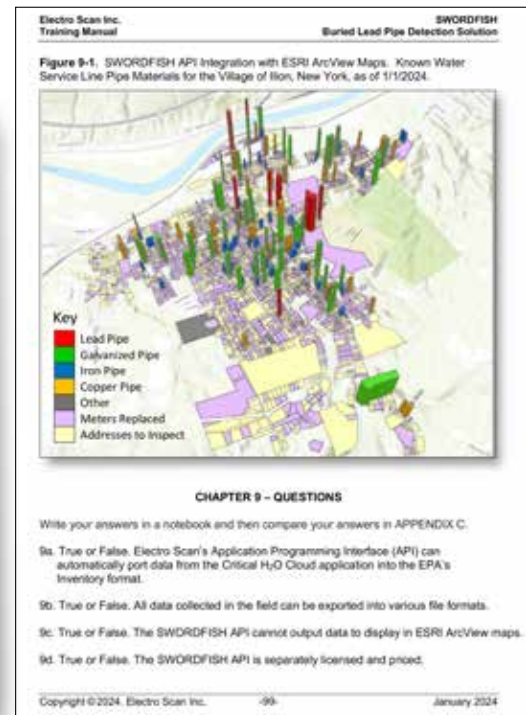 Electro Scan Inc. SWORDFISH
Training Manual Buried Lead Pipe Detection Solution
Figure 9-1. SWORDFISH API Integration with ESRI ArcView Maps. Known Water
Service Line Pipe Materials for the Village of Ilion, New York, as of 1/1/2024.
Key
Lead Pipe
Galvanized Pipe
Iron Pipe
Copper Pipe
Other
Meters Replaced
Addresses to Inspect
CHAPTER 9 – QUESTIONS
Write your answers in a notebook and then compare your answers in APPENDIX C.
9a. True or False. Electro Scan's Application Programming Interface (API) can
automatically port data from the Critical H₂O Cloud application into the EPA's
Inventory format.
9b. True or False. All data collected in the field can be exported into various file formats.
9c. True or False. The SWORDFISH API cannot output data to display in ESRI ArcView maps.
9d. True or False. The SWORDFISH API is separately licensed and priced.
Copyright ©2024. Electro Scan Inc. -99- January 2024